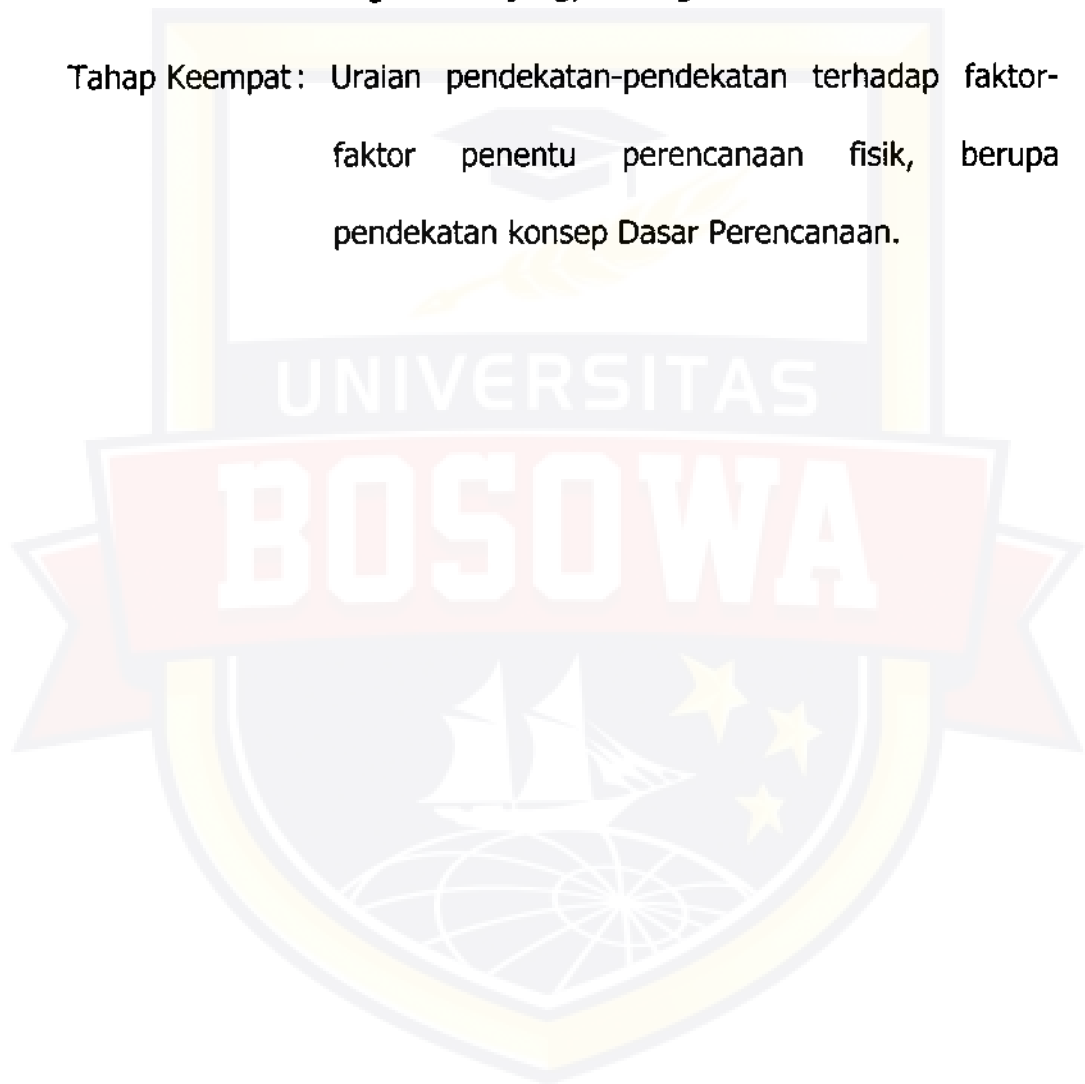 Tahap Keempat: Uraian pendekatan-pendekatan terhadap faktor-
faktor penentu perencanaan fisik, berupa
pendekatan konsep Dasar Perencanaan.
UNIVERSITAS
BOSOWA